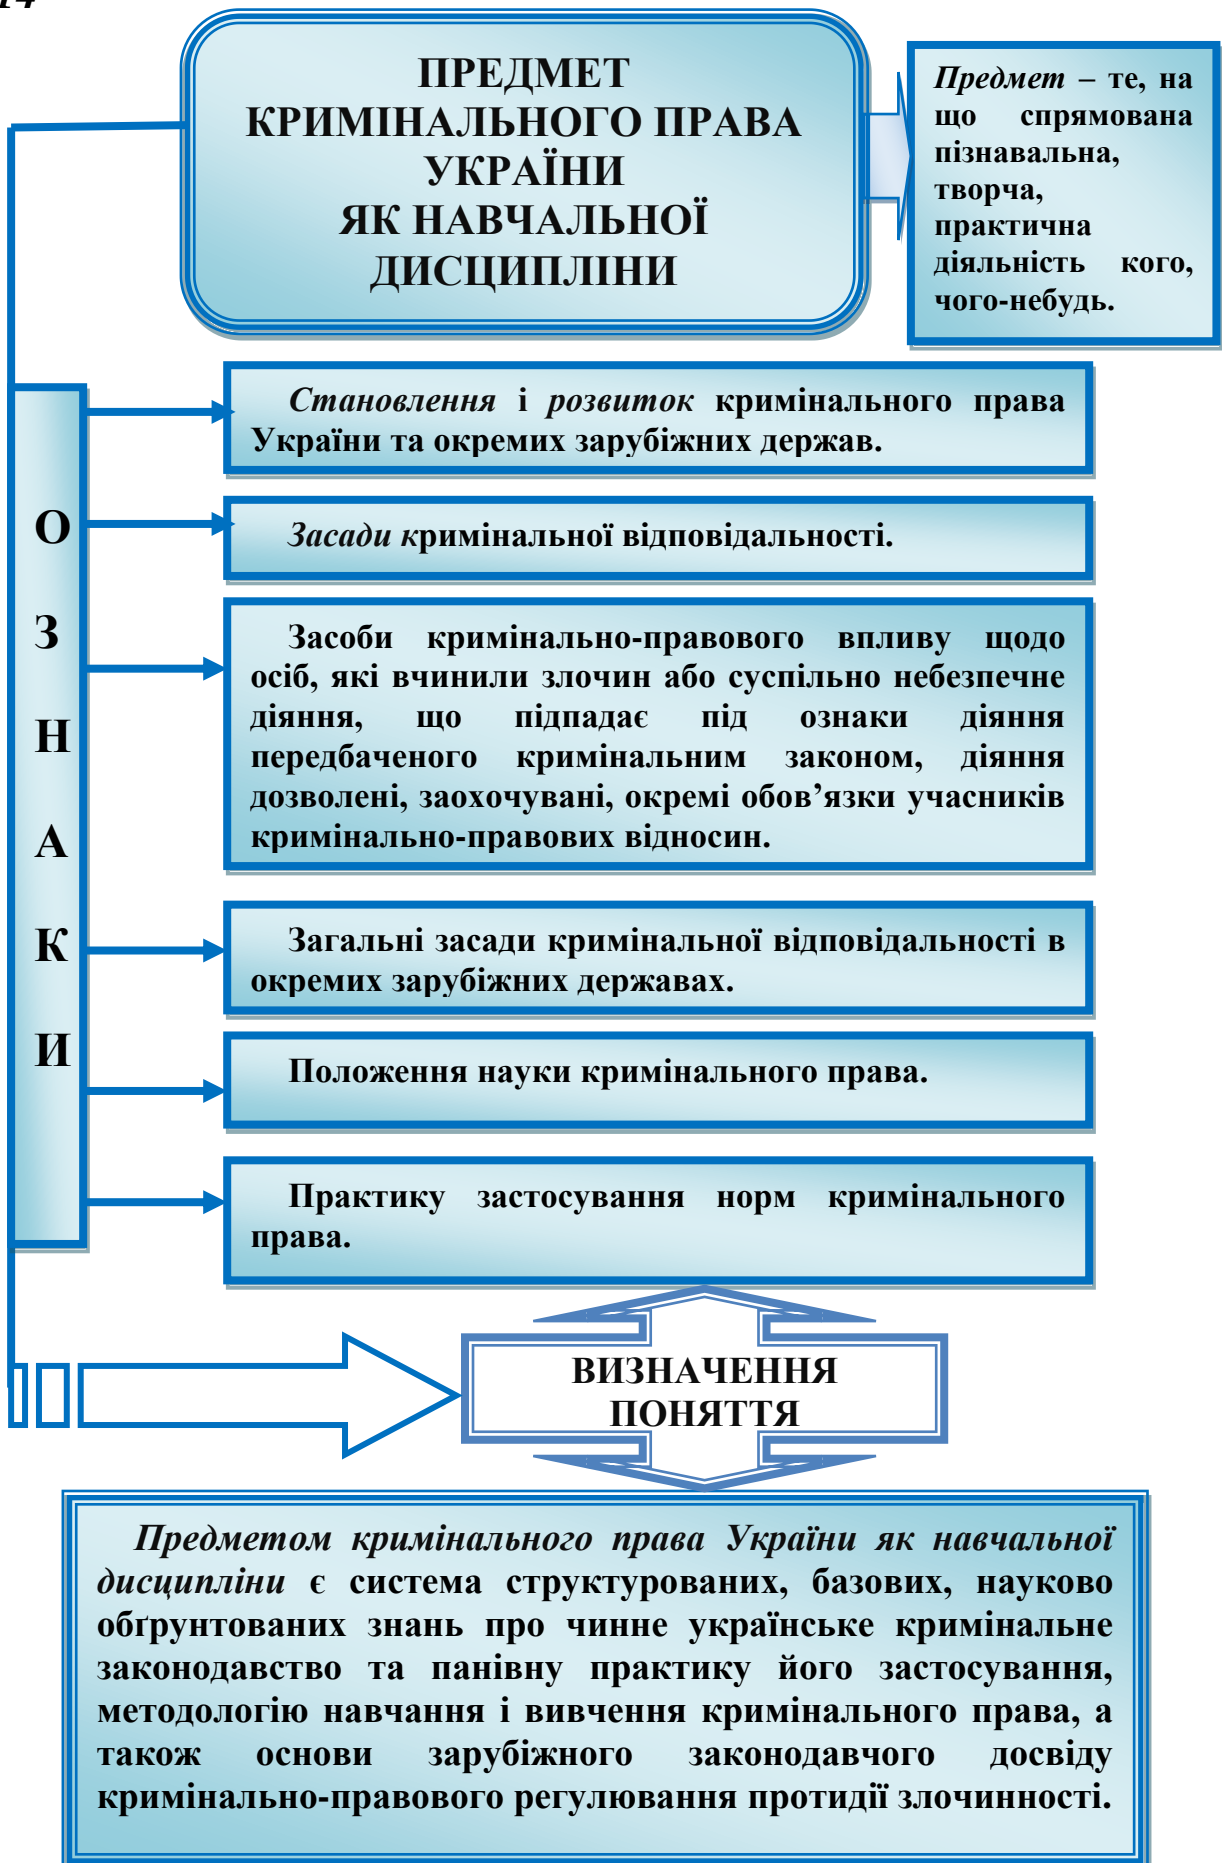 14
ПРЕДМЕТ
КРИМІНАЛЬНОГО ПРАВА
УКРАЇНИ
ЯК НАВЧАЛЬНОЇ
ДИСЦИПЛІНИ
Предмет – те, на
що спрямована
пізнавальна,
творча,
практична
діяльність кого,
чого-небудь.
ОЗНАКИ
Становлення і розвиток кримінального права
України та окремих зарубіжних держав.
Засади кримінальної відповідальності.
Засоби кримінально-правового впливу щодо
осіб, які вчинили злочин або суспільно небезпечне
діяння, що підпадає під ознаки діяння
передбаченого кримінальним законом, діяння
дозволені, заохочувані, окремі обов’язки учасників
кримінально-правових відносин.
Загальні засади кримінальної відповідальності в
окремих зарубіжних державах.
Положення науки кримінального права.
Практику застосування норм кримінального
права.
ВИЗНАЧЕННЯ
ПОНЯТТЯ
Предметом кримінального права України як навчальної
дисципліни є система структурованих, базових, науково
обґрунтованих знань про чинне українське кримінальне
законодавство та панівну практику його застосування,
методологію навчання і вивчення кримінального права, а
також основи зарубіжного законодавчого досвіду
кримінально-правового регулювання протидії злочинності.